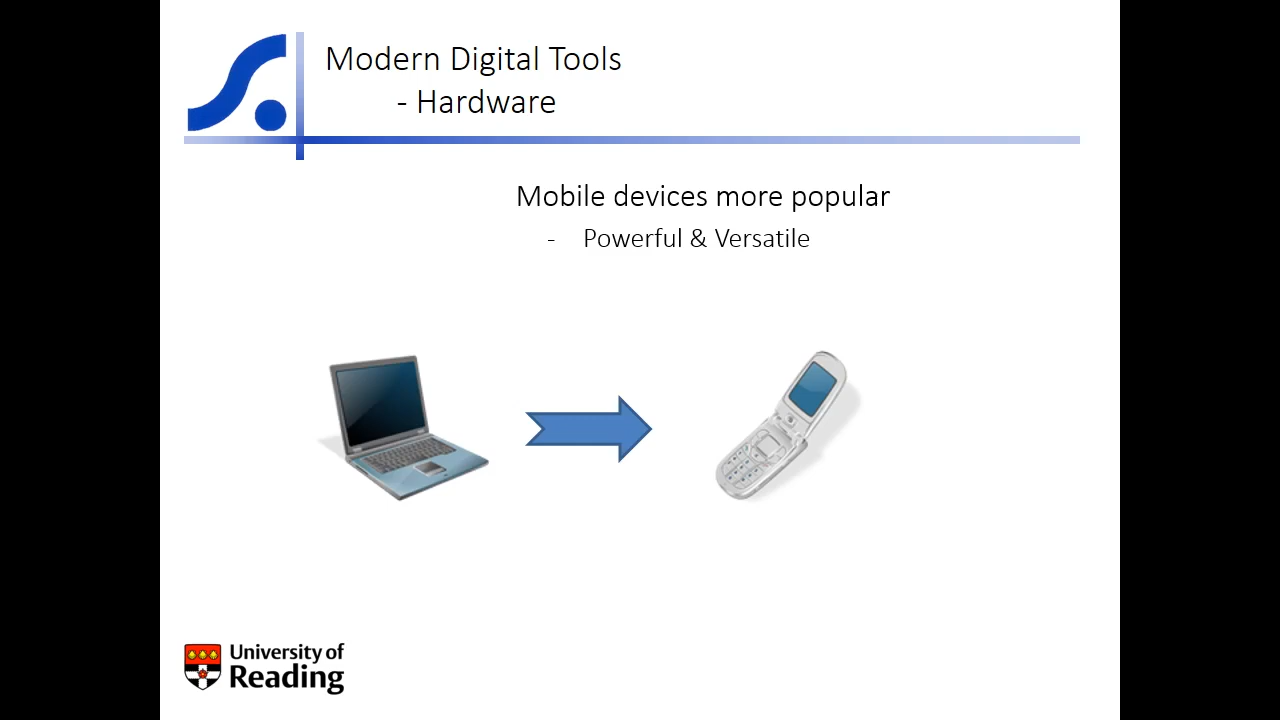 Modern Digital Tools
- Hardware
Mobile devices more popular
- Powerful & Versatile
University of
Reading